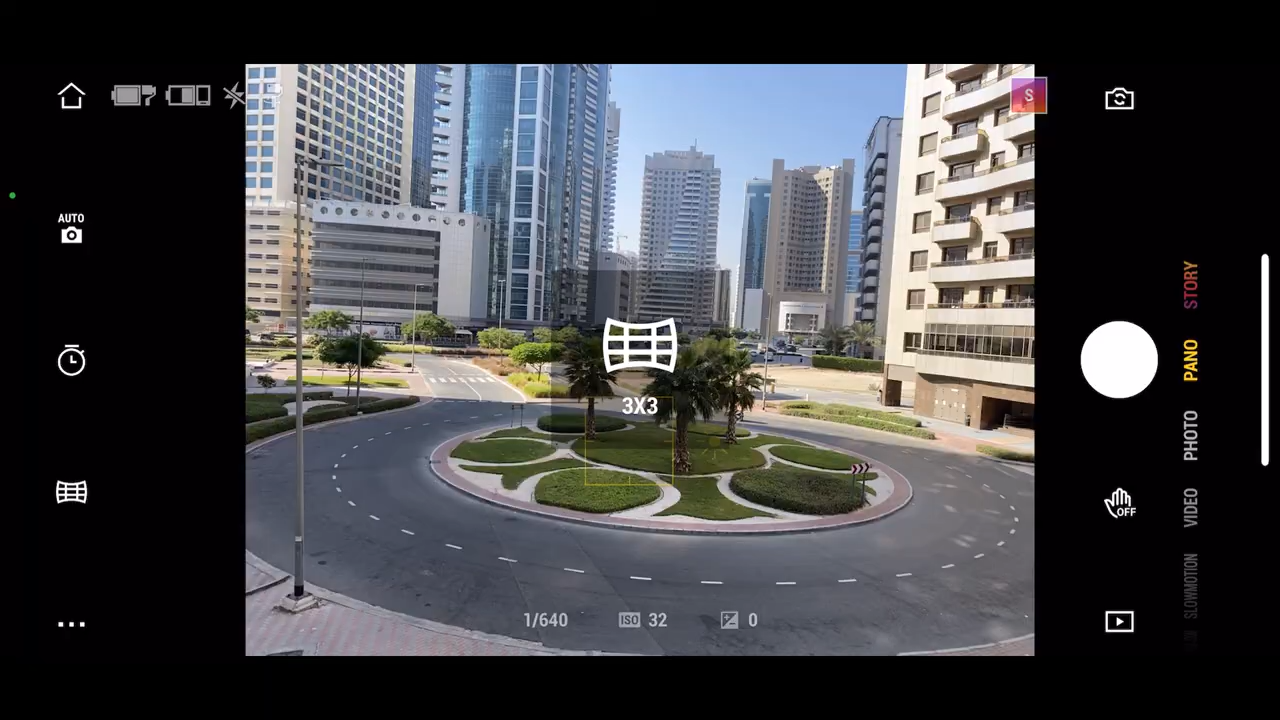 AUTO
S
3X3
1/640
ISO 32
0
STORY
PANO
PHOTO
VIDEO
SLOWMOTION
OFF